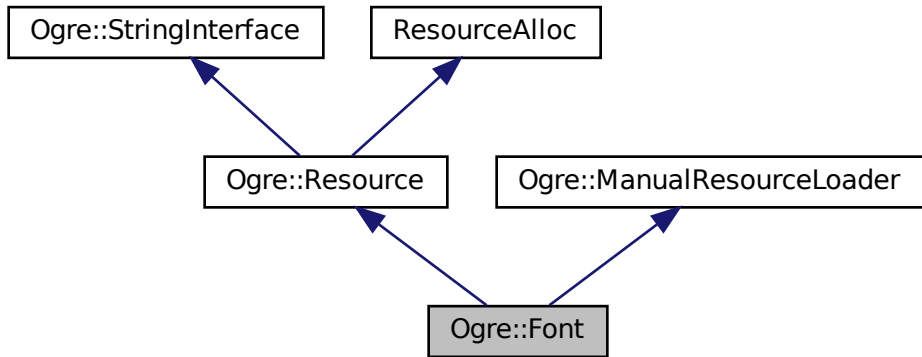 Ogre::StringInterface
ResourceAlloc
Ogre::Resource
Ogre::ManualResourceLoader
Ogre::Font